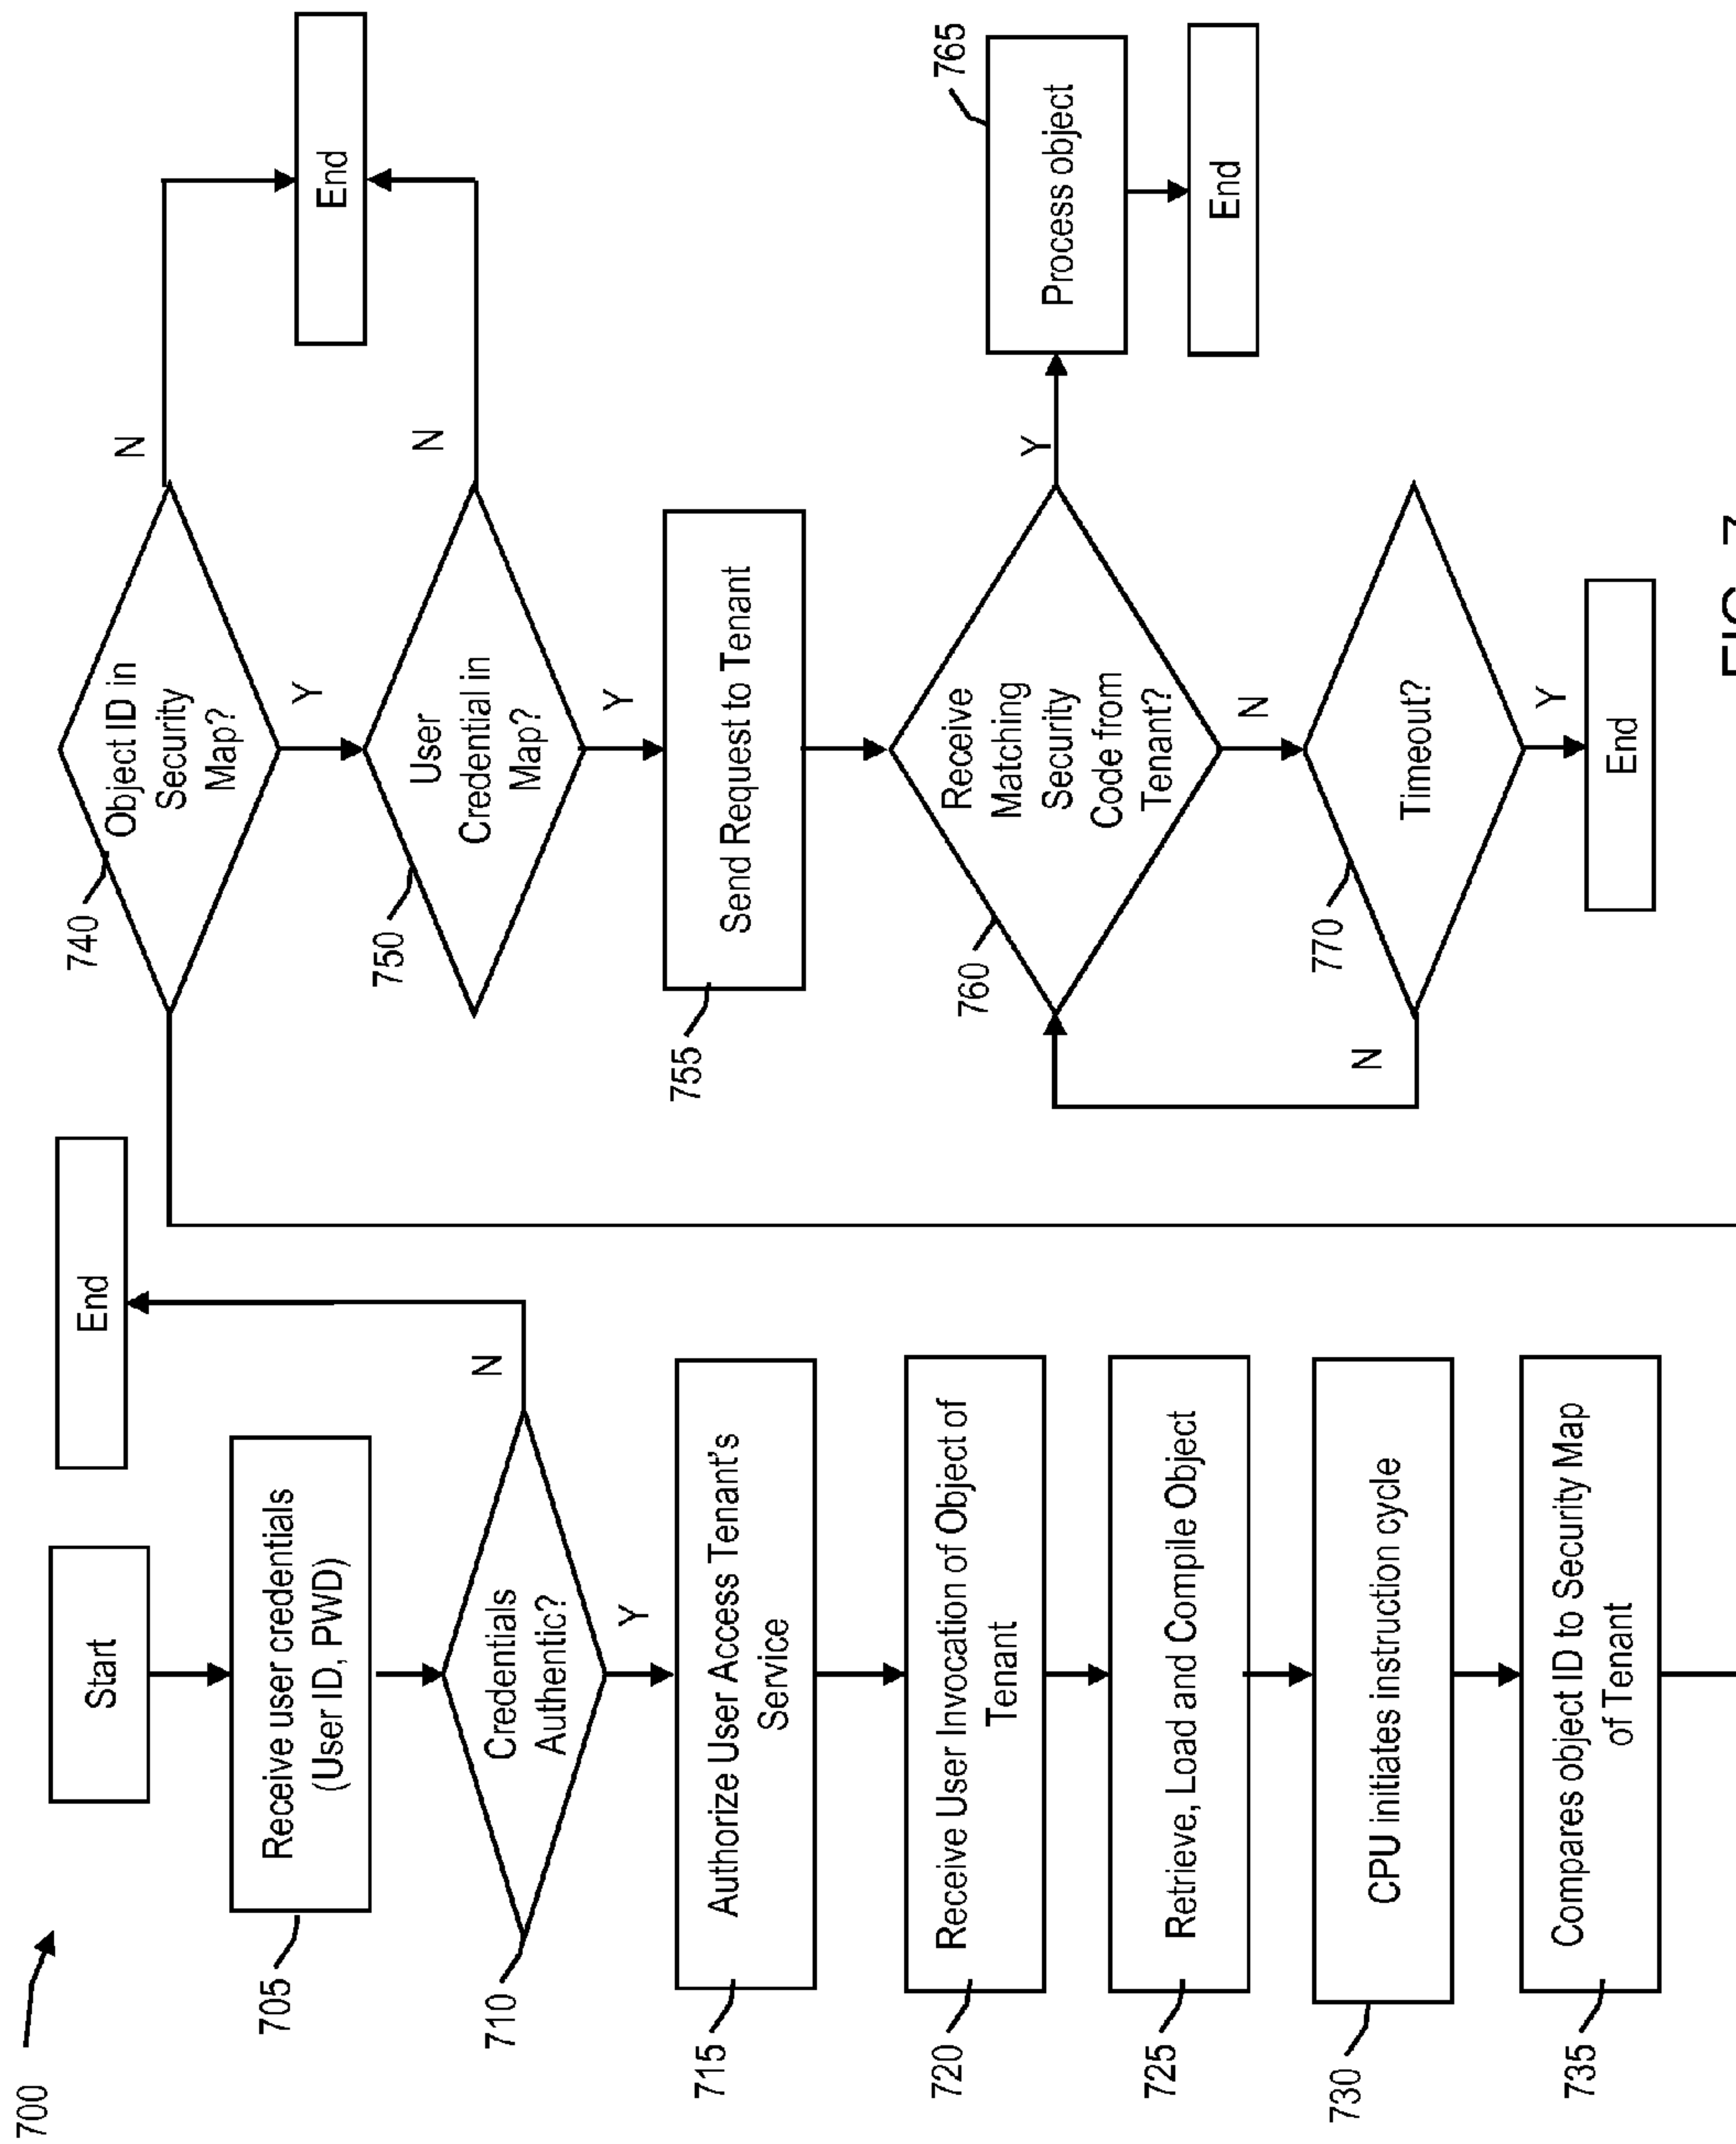 700
Start
705
Receive user credentials
(User ID, PWD)
710
Credentials
Authentic?
N
End
Y
715
Authorize User Access Tenant's
Service
720
Receive User Invocation of Object of
Tenant
725
Retrieve, Load and Compile Object
730
CPU initiates instruction cycle
735
Compares object ID to Security Map
of Tenant
740
Object ID in
Security
Map?
N
End
Y
750
User
Credential in
Map?
N
Y
755
Send Request to Tenant
760
Receive
Matching
Security
Code from
Tenant?
Y
765
Process object
End
N
770
Timeout?
N
Y
End
FIG. 7